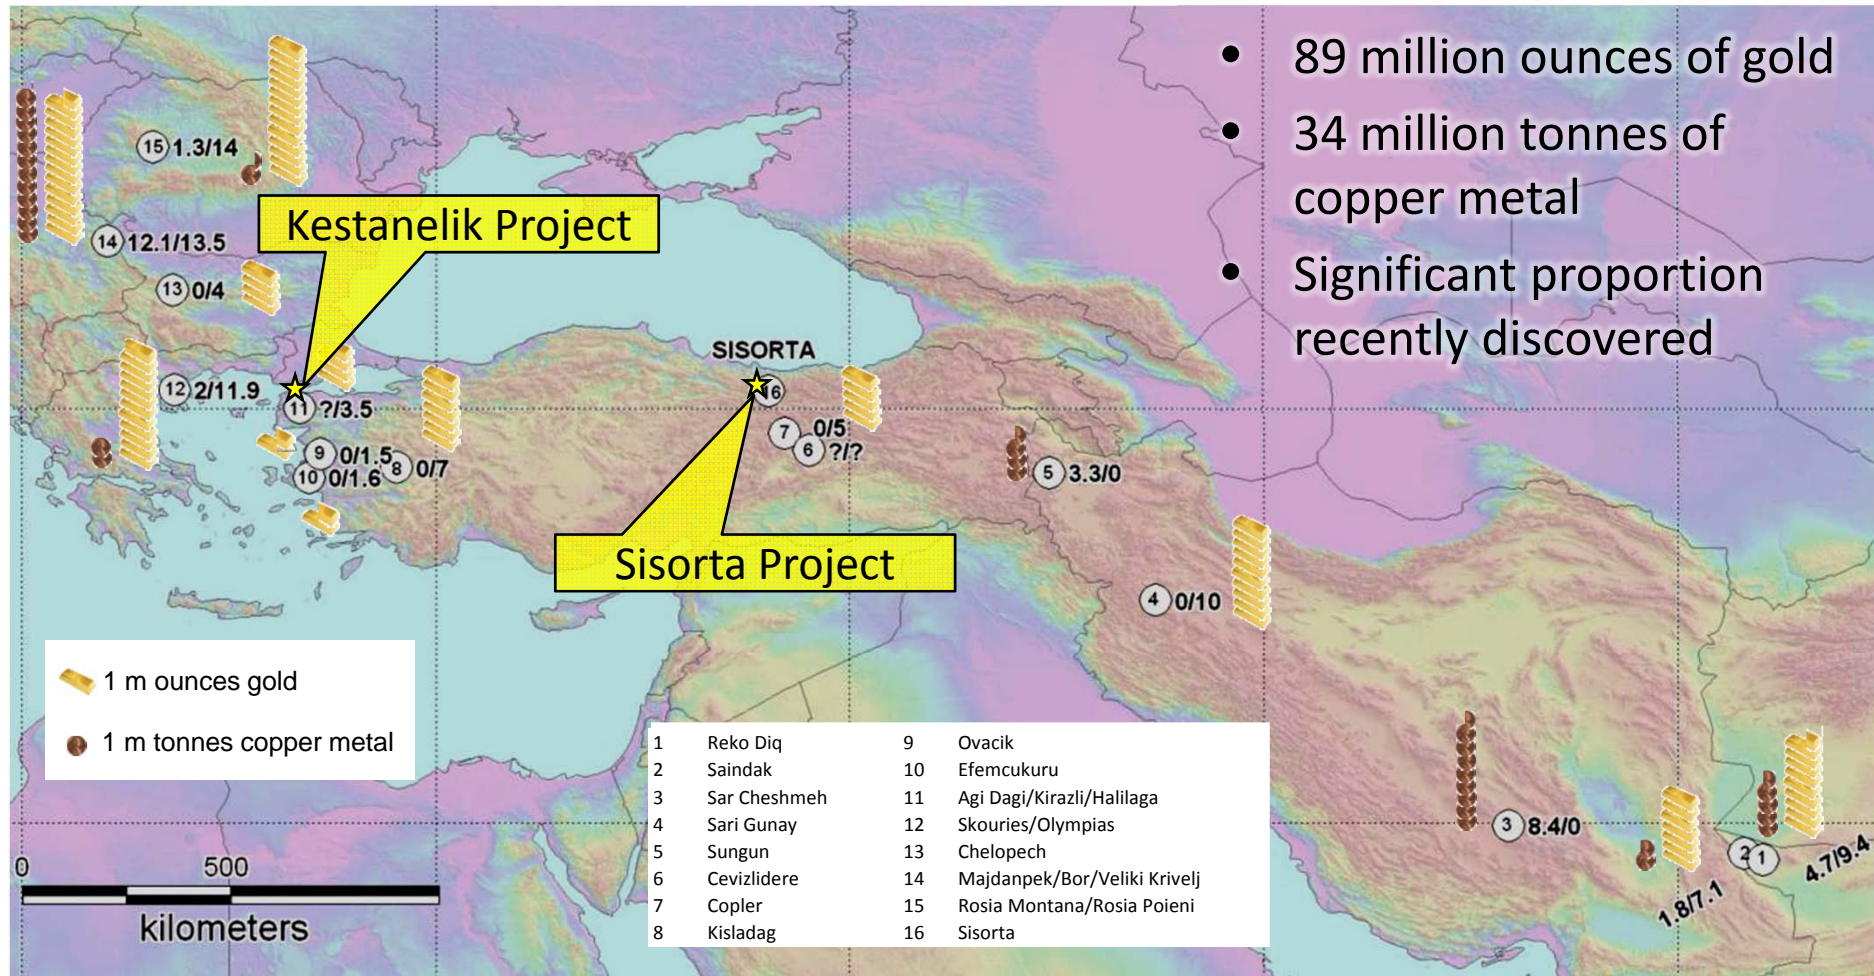 • 89 million ounces of gold
• 34 million tonnes of
copper metal
• Significant proportion
recently discovered
15 1.3/14
Kestanelik Project
14 12.1/13.5
13 0/4
SISORTA
12 2/11.9
16
11 ?/3.5
7 0/5
6 ?/?
9 0/1.5
8 0/7
10 0/1.6
5 3.3/0
Sisorta Project
4 0/10
1 m ounces gold
1 m tonnes copper metal
3 8.4/0
2 1
4.7/9.4
1.8/7.1
1 Reko Diq 9 Ovacik
2 Saindak 10 Efemcukuru
3 Sar Cheshmeh 11 Agi Dagi/Kirazli/Halilaga
4 Sari Gunay 12 Skouries/Olympias
5 Sungun 13 Chelopech
6 Cevizlidere 14 Majdanpek/Bor/Veliki Krivelj
7 Copler 15 Rosia Montana/Rosia Poieni
8 Kisladag 16 Sisorta
0 500
kilometers